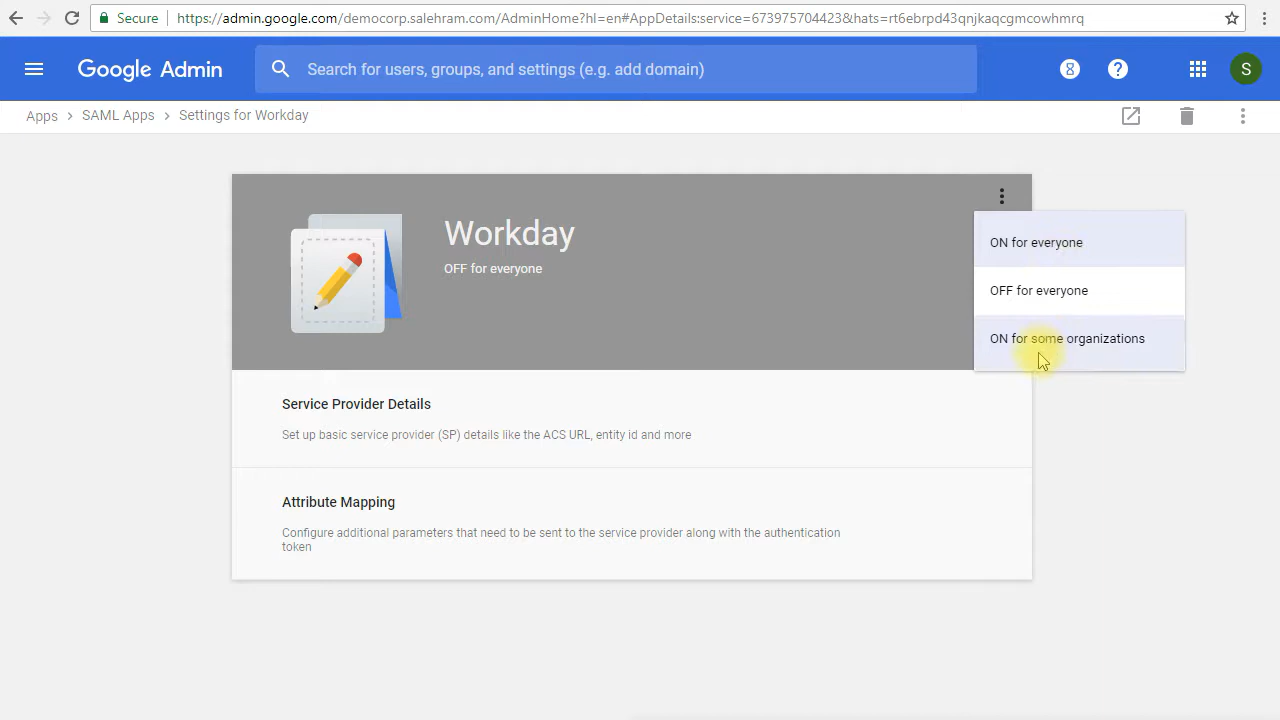 Secure https://admin.google.com/democorp.salehram.com/AdminHome?hl=en#AppDetails:service=673975704423&hats=rt6ebrpd43qnjkaqcgmcowhmrq
Google Admin Search for users, groups, and settings (e.g. add domain) S
Apps > SAML Apps > Settings for Workday
Workday
OFF for everyone
ON for everyone
OFF for everyone
ON for some organizations
Service Provider Details
Set up basic service provider (SP) details like the ACS URL, entity id and more
Attribute Mapping
Configure additional parameters that need to be sent to the service provider along with the authentication
token